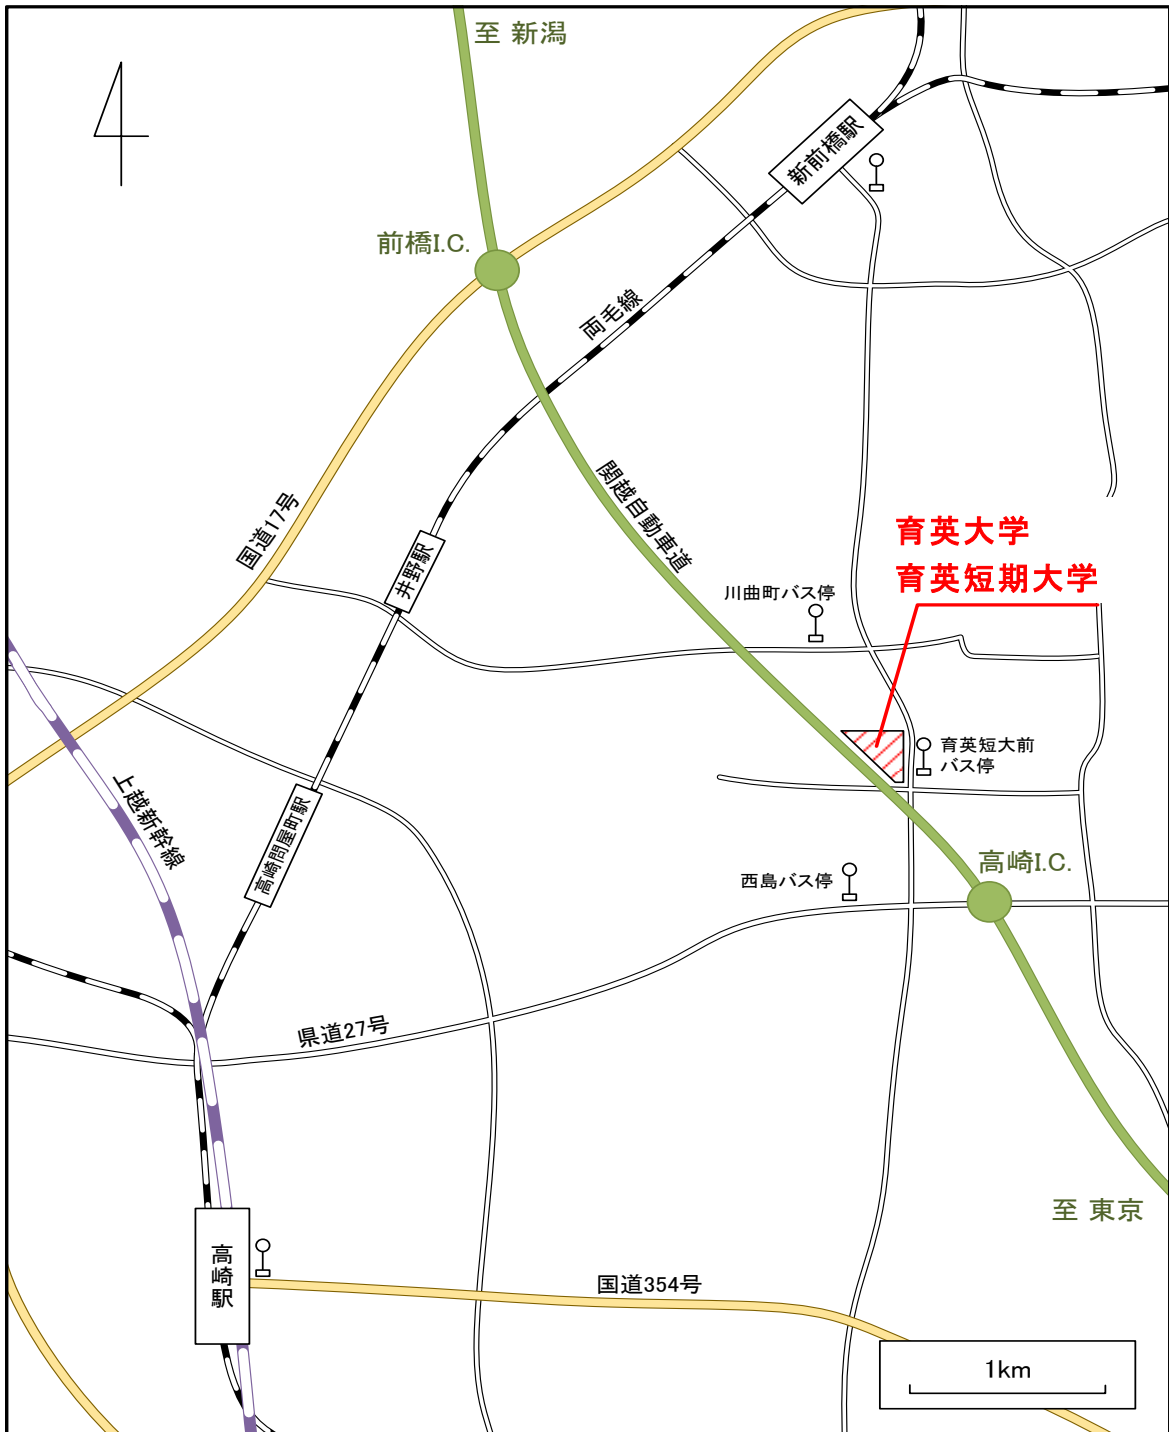 至 新潟
新前橋駅
前橋I.C.
両毛線
関越自動車道
国道17号
育英大学
育英短期大学
井野駅
川曲町バス停
育英短大前
バス停
上越新幹線
高崎問屋町駅
高崎I.C.
西島バス停
県道27号
至 東京
高崎駅
国道354号
1km